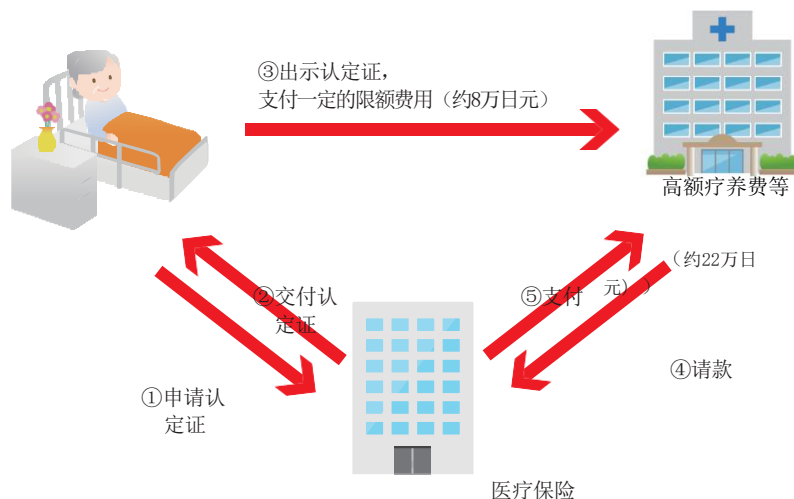 ③出示认定证，
支付一定的限额费用（约8万日元）
高额疗养费等
（约22万日
元））
②交付认
定证
⑤支付
④请款
①申请认
定证
医疗保险